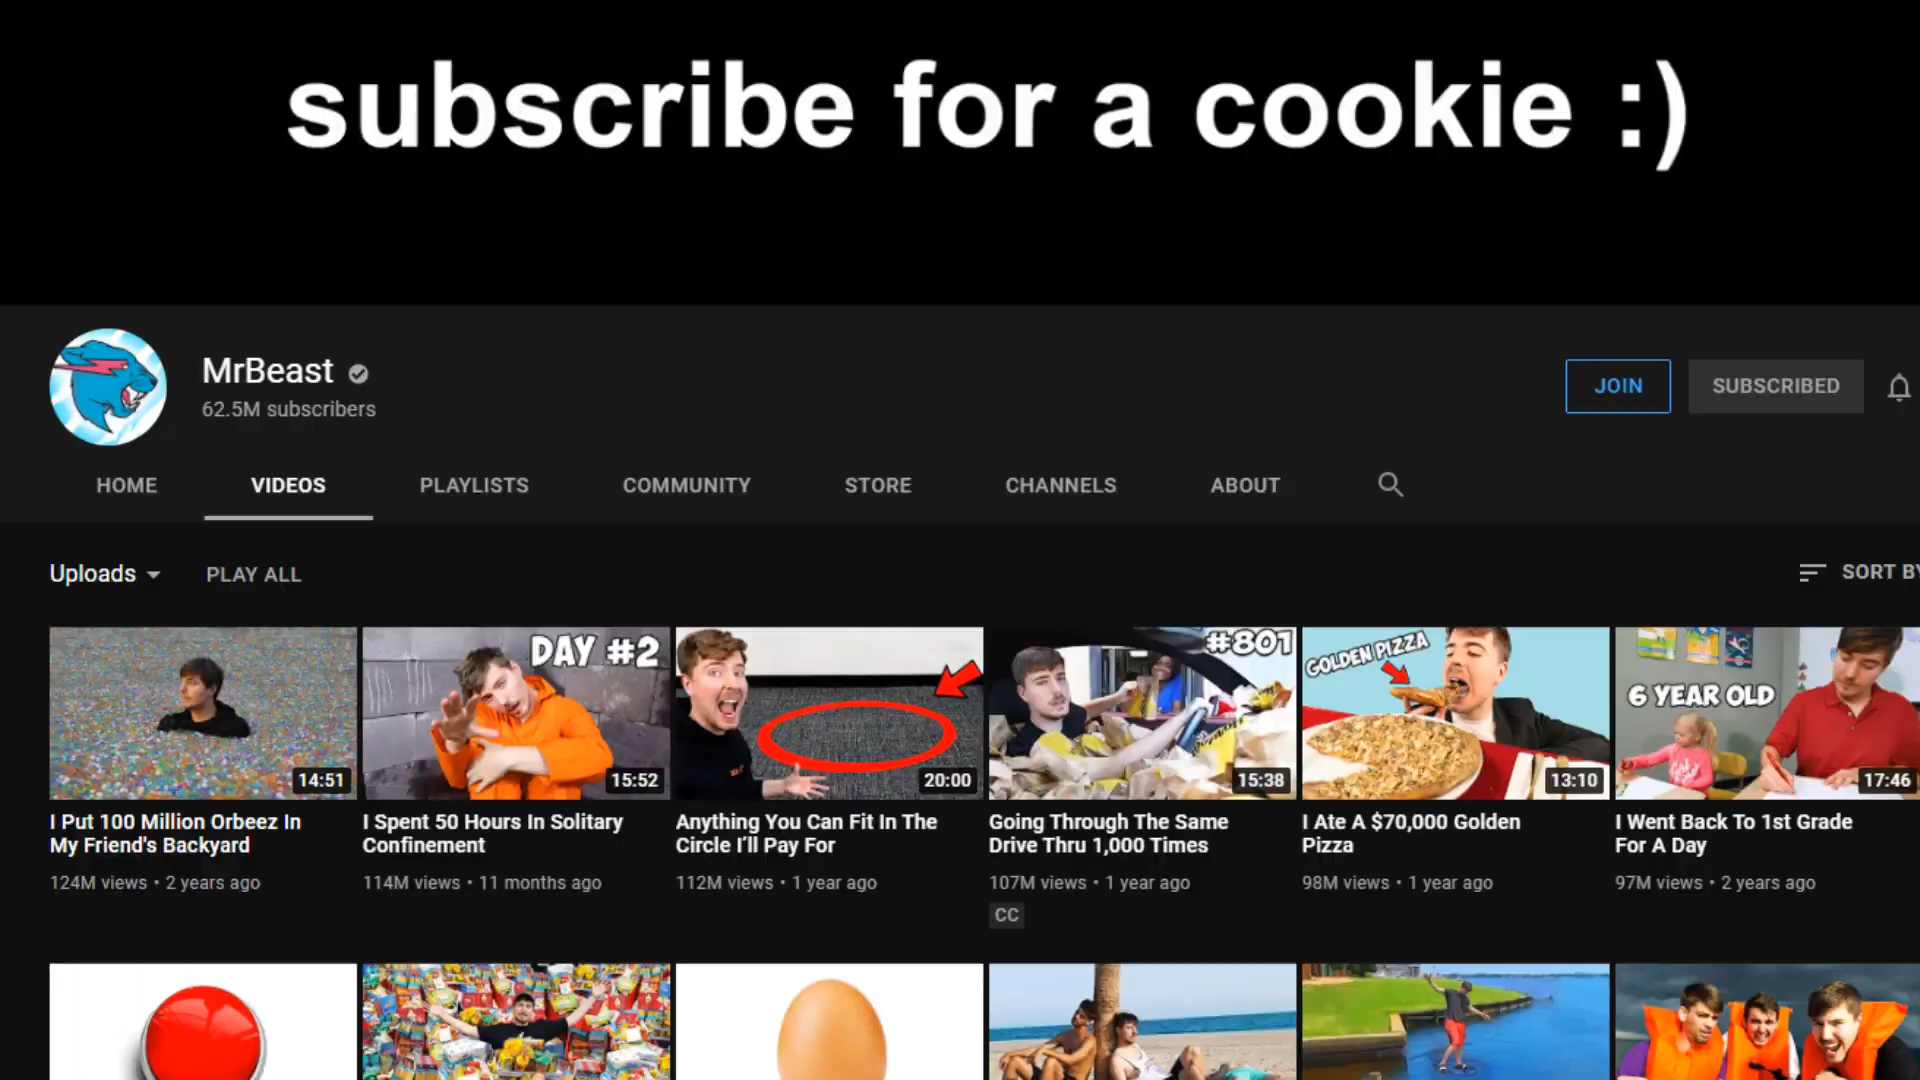 subscribe for a cookie :)
MrBeast
62.5M subscribers
JOIN
SUBSCRIBED
HOME
VIDEOS
PLAYLISTS
COMMUNITY
STORE
CHANNELS
ABOUT
Uploads
PLAY ALL
SORT BY
DAY #2
#801
GOLDEN PIZZA
6 YEAR OLD
14:51
15:52
20:00
15:38
13:10
17:46
I Put 100 Million Orbeez In
My Friend's Backyard
124M views • 2 years ago
I Spent 50 Hours In Solitary
Confinement
114M views • 11 months ago
Anything You Can Fit In The
Circle I'll Pay For
112M views • 1 year ago
Going Through The Same
Drive Thru 1,000 Times
107M views • 1 year ago
CC
I Ate A $70,000 Golden
Pizza
98M views • 1 year ago
I Went Back To 1st Grade
For A Day
97M views • 2 years ago